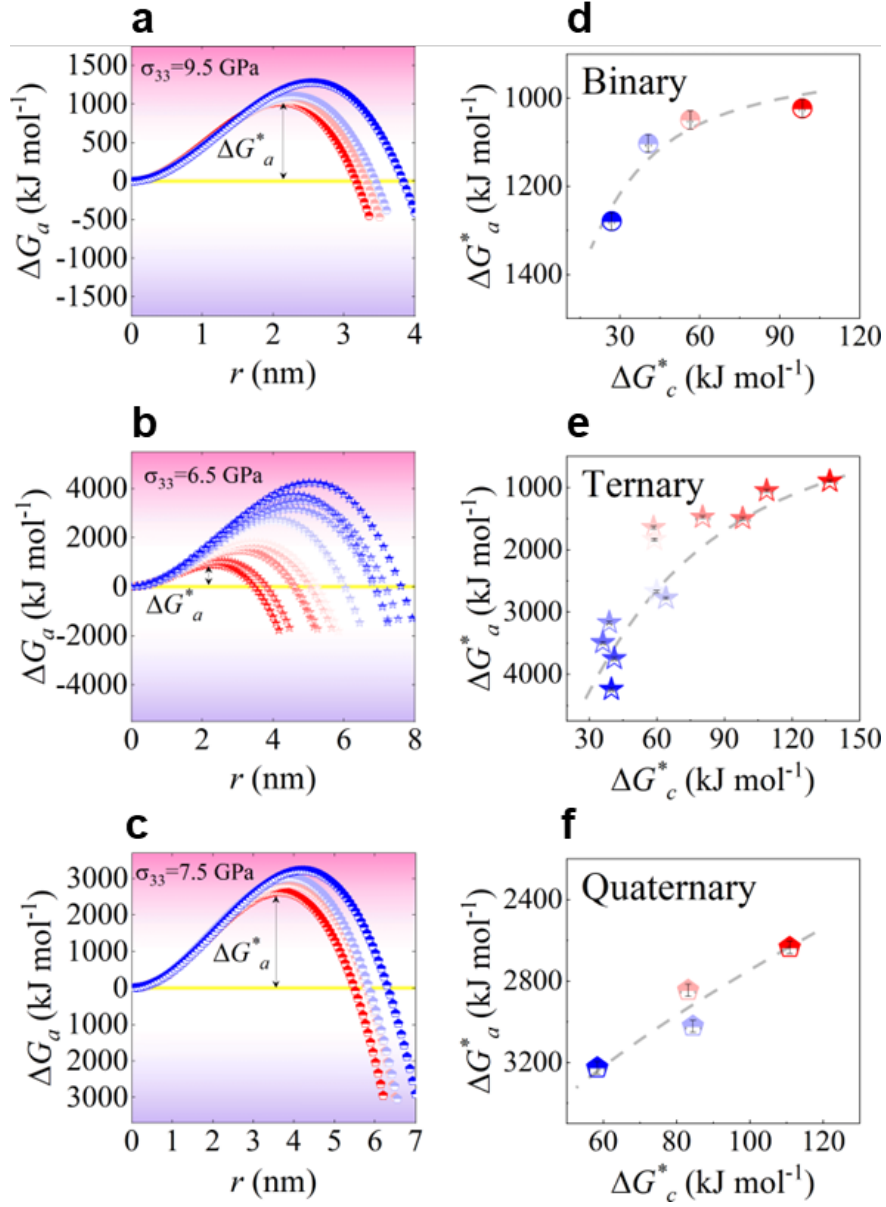 a
σ33=9.5 GPa
ΔG*a
ΔGa (kJ mol-1)
1500
1000
500
0
-500
-1000
-1500
0 1 2 3 4
r (nm)
d
Binary
ΔG*a (kJ mol-1)
1000
1200
1400
30 60 90 120
ΔG*c (kJ mol-1)
b
σ33=6.5 GPa
ΔG*a
ΔGa (kJ mol-1)
4000
2000
0
-2000
-4000
0 2 4 6 8
r (nm)
e
Ternary
ΔG*a (kJ mol-1)
1000
2000
3000
4000
30 60 90 120 150
ΔG*c (kJ mol-1)
c
σ33=7.5 GPa
ΔG*a
ΔGa (kJ mol-1)
3000
2000
1000
0
1000
2000
3000
0 1 2 3 4 5 6 7
r (nm)
f
Quaternary
ΔG*a (kJ mol-1)
2400
2800
3200
60 80 100 120
ΔG*c (kJ mol-1)